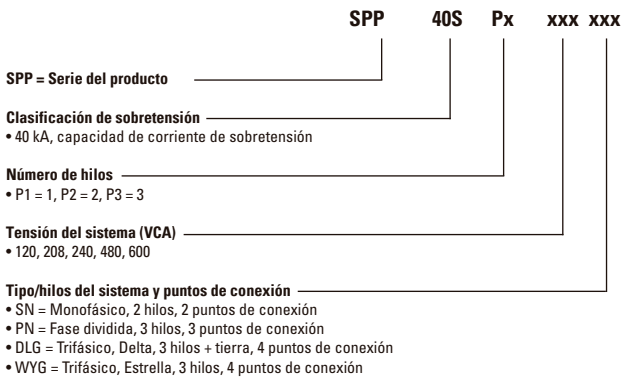 SPP 40S Px xxx xxx
SPP = Serie del producto
Clasificación de sobretensión
• 40 kA, capacidad de corriente de sobretensión
Número de hilos
• P1 = 1, P2 = 2, P3 = 3
Tensión del sistema (VCA)
• 120, 208, 240, 480, 600
Tipo/hilos del sistema y puntos de conexión
• SN = Monofásico, 2 hilos, 2 puntos de conexión
• PN = Fase dividida, 3 hilos, 3 puntos de conexión
• DLG = Trifásico, Delta, 3 hilos + tierra, 4 puntos de conexión
• WYG = Trifásico, Estrella, 3 hilos, 4 puntos de conexión